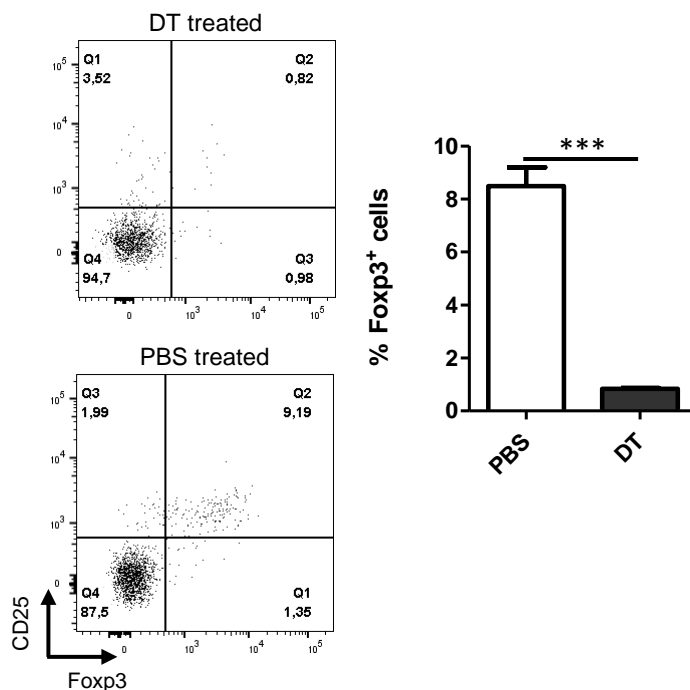 DT treated
Q1
3,52
Q2
0,82
Q4
94,7
Q3
0,98
10⁵
10⁴
10³
0
0
10³
10⁴
10⁵
PBS treated
Q3
1,99
Q2
9,19
Q4
87,5
Q1
1,35
10⁵
10⁴
10³
0
0
10³
10⁴
10⁵
CD25
Foxp3
% Foxp3⁺ cells
10
8
6
4
2
0
***
PBS
DT